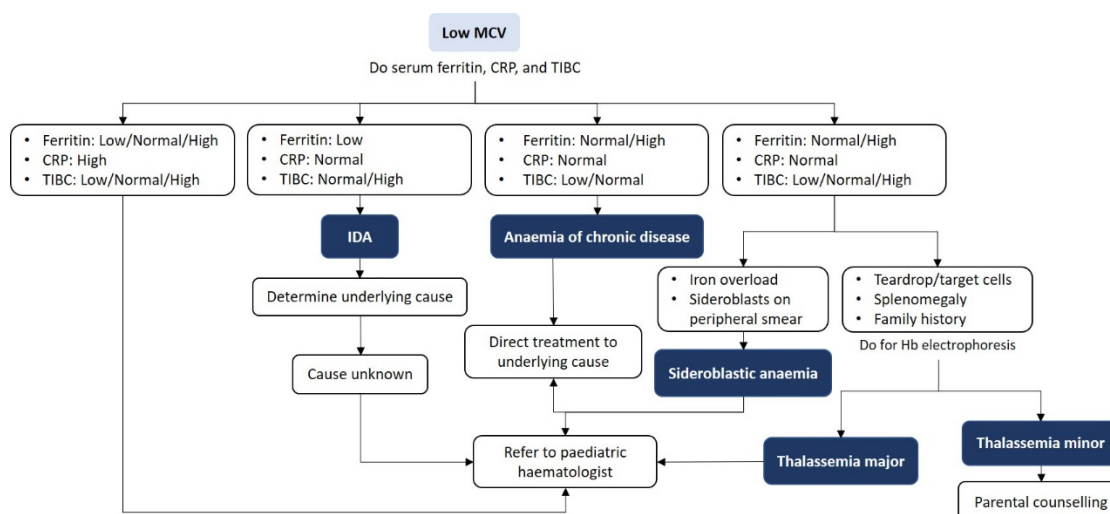 Low MCV
Do serum ferritin, CRP, and TIBC
• Ferritin: Low/Normal/High
• CRP: High
• TIBC: Low/Normal/High
• Ferritin: Low
• CRP: Normal
• TIBC: Normal/High
• Ferritin: Normal/High
• CRP: Normal
• TIBC: Low/Normal
• Ferritin: Normal/High
• CRP: Normal
• TIBC: Low/Normal/High
IDA
Anaemia of chronic disease
Determine underlying cause
• Iron overload
• Sideroblasts on
peripheral smear
• Teardrop/target cells
• Splenomegaly
• Family history
Do for Hb electrophoresis
Direct treatment to
underlying cause
Cause unknown
Sideroblastic anaemia
Refer to paediatric
haematologist
Thalassemia major
Thalassemia minor
Parental counselling